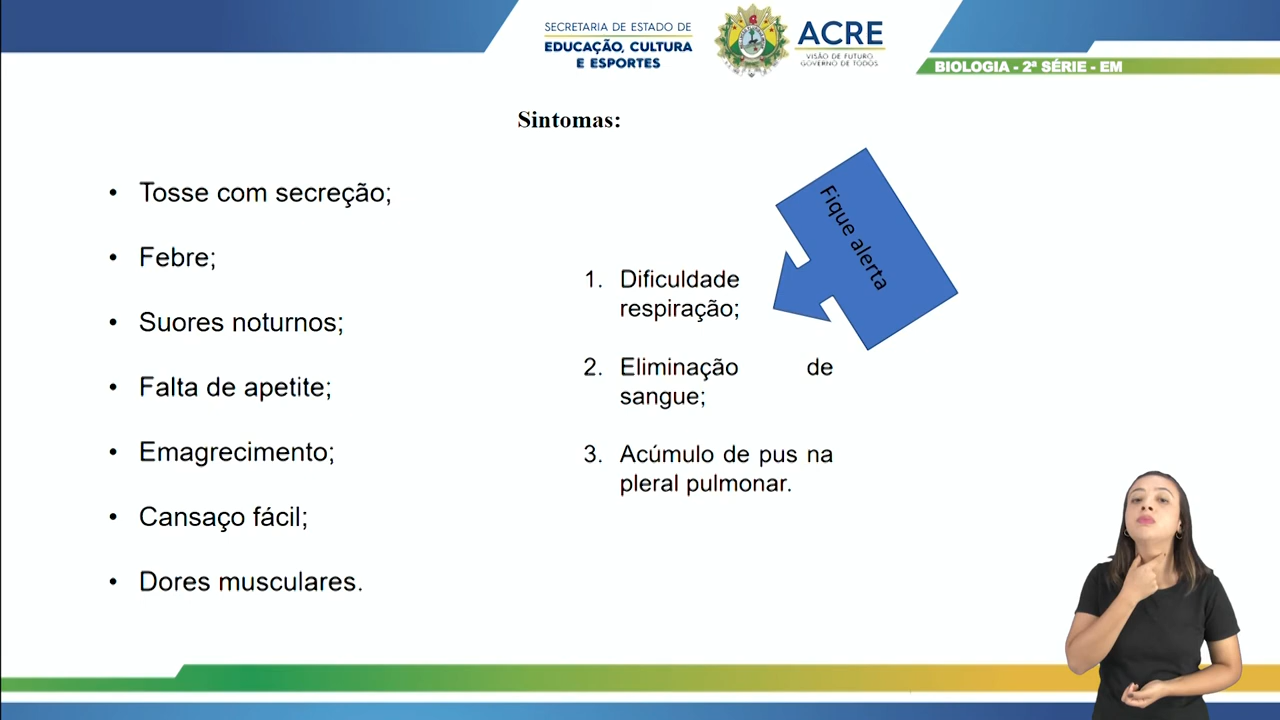 SECRETARIA DE ESTADO DE
EDUCAÇÃO, CULTURA
E ESPORTES
ACRE
VISÃO DE FUTURO
GOVERNO DE TODOS
BIOLOGIA - 2ª SÉRIE - EM
Sintomas:
• Tosse com secreção;
• Febre;
• Suores noturnos;
• Falta de apetite;
• Emagrecimento;
• Cansaço fácil;
• Dores musculares.
Fique alerta
1. Dificuldade
respiração;
2. Eliminação de
sangue;
3. Acúmulo de pus na
pleral pulmonar.